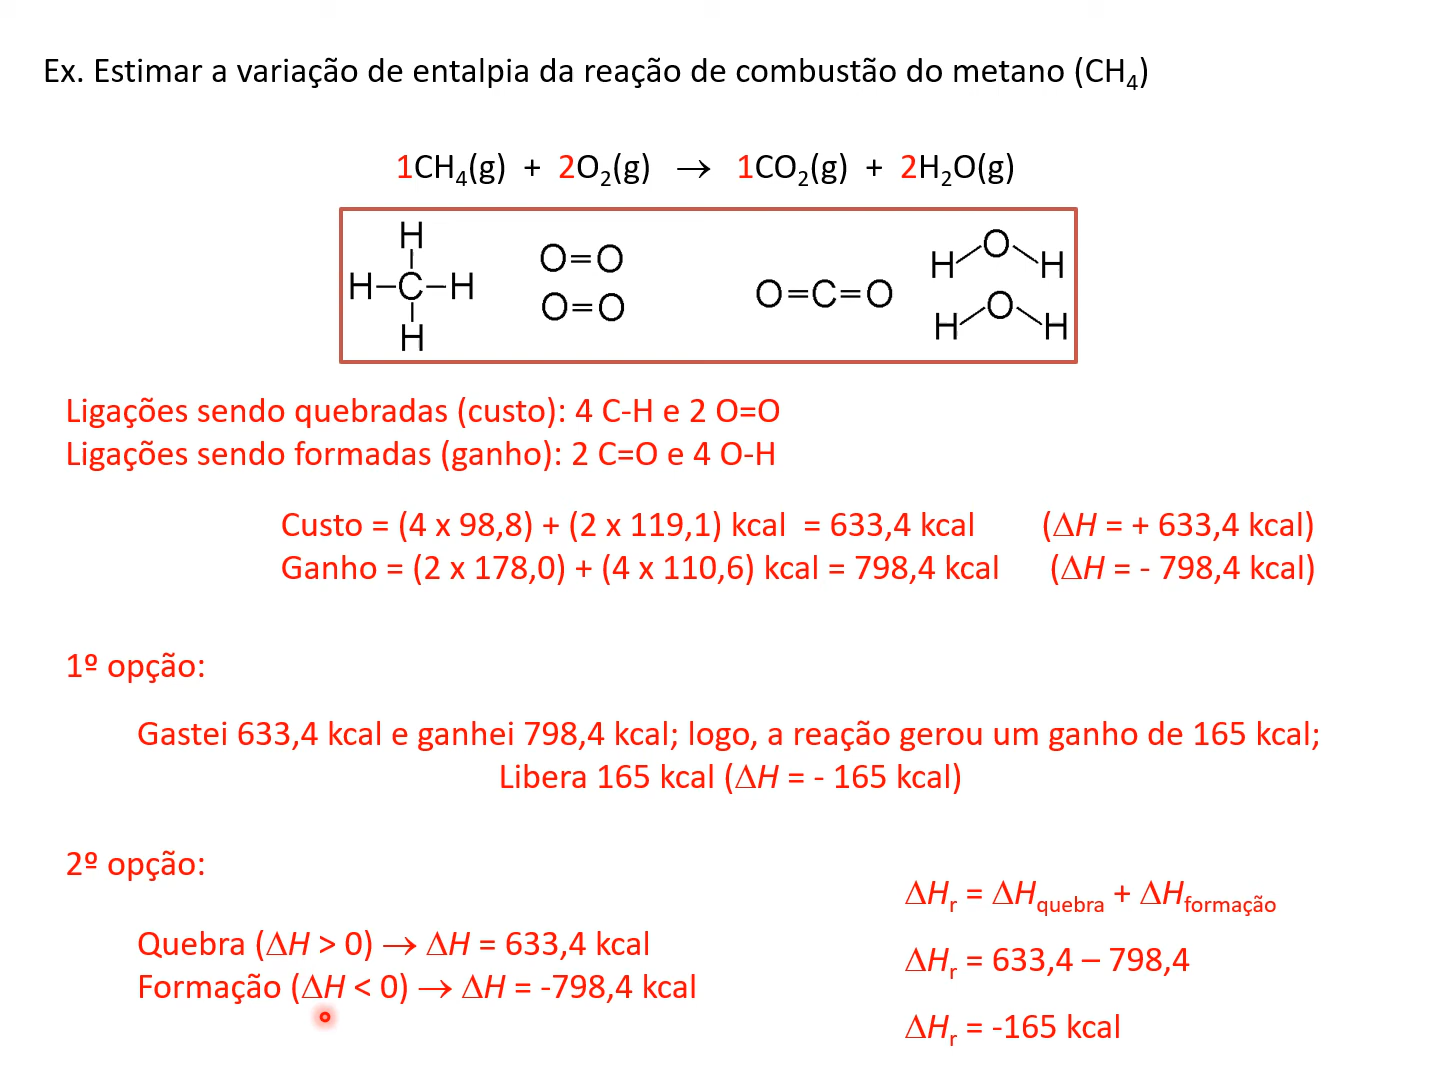 Ex. Estimar a variação de entalpia da reação de combustão do metano (CH₄)
1CH₄(g) + 2O₂(g) → 1CO₂(g) + 2H₂O(g)
H
H–C–H
H
O=O
O=O
O=C=O
H O H
H O H
Ligações sendo quebradas (custo): 4 C-H e 2 O=O
Ligações sendo formadas (ganho): 2 C=O e 4 O-H
Custo = (4 x 98,8) + (2 x 119,1) kcal = 633,4 kcal (ΔH = + 633,4 kcal)
Ganho = (2 x 178,0) + (4 x 110,6) kcal = 798,4 kcal (ΔH = - 798,4 kcal)
1º opção:
Gastei 633,4 kcal e ganhei 798,4 kcal; logo, a reação gerou um ganho de 165 kcal;
Libera 165 kcal (ΔH = - 165 kcal)
2º opção:
Quebra (ΔH > 0) → ΔH = 633,4 kcal
Formação (ΔH < 0) → ΔH = -798,4 kcal
ΔHᵣ = ΔH_quebra + ΔH_formação
ΔHᵣ = 633,4 – 798,4
ΔHᵣ = -165 kcal